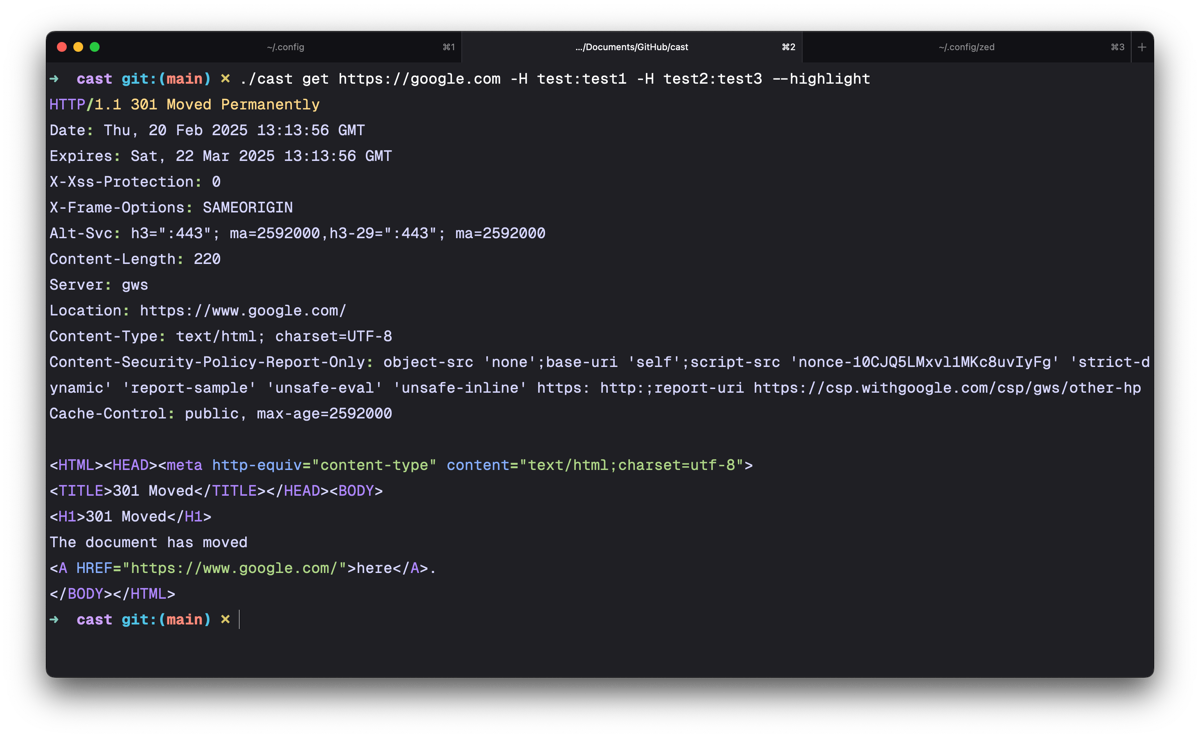 ~/.config ⌘1 .../Documents/GitHub/cast ⌘2 ~/.config/zed ⌘3 +
➜ cast git:(main) ✗ ./cast get https://google.com -H test:test1 -H test2:test3 --highlight
HTTP/1.1 301 Moved Permanently
Date: Thu, 20 Feb 2025 13:13:56 GMT
Expires: Sat, 22 Mar 2025 13:13:56 GMT
X-Xss-Protection: 0
X-Frame-Options: SAMEORIGIN
Alt-Svc: h3=":443"; ma=2592000,h3-29=":443"; ma=2592000
Content-Length: 220
Server: gws
Location: https://www.google.com/
Content-Type: text/html; charset=UTF-8
Content-Security-Policy-Report-Only: object-src 'none';base-uri 'self';script-src 'nonce-10CJQ5LMxvl1MKc8uvIyFg' 'strict-d
ynamic' 'report-sample' 'unsafe-eval' 'unsafe-inline' https: http:;report-uri https://csp.withgoogle.com/csp/gws/other-hp
Cache-Control: public, max-age=2592000

<HTML><HEAD><meta http-equiv="content-type" content="text/html;charset=utf-8">
<TITLE>301 Moved</TITLE></HEAD><BODY>
<H1>301 Moved</H1>
The document has moved
<A HREF="https://www.google.com/">here</A>.
</BODY></HTML>
➜ cast git:(main) ✗